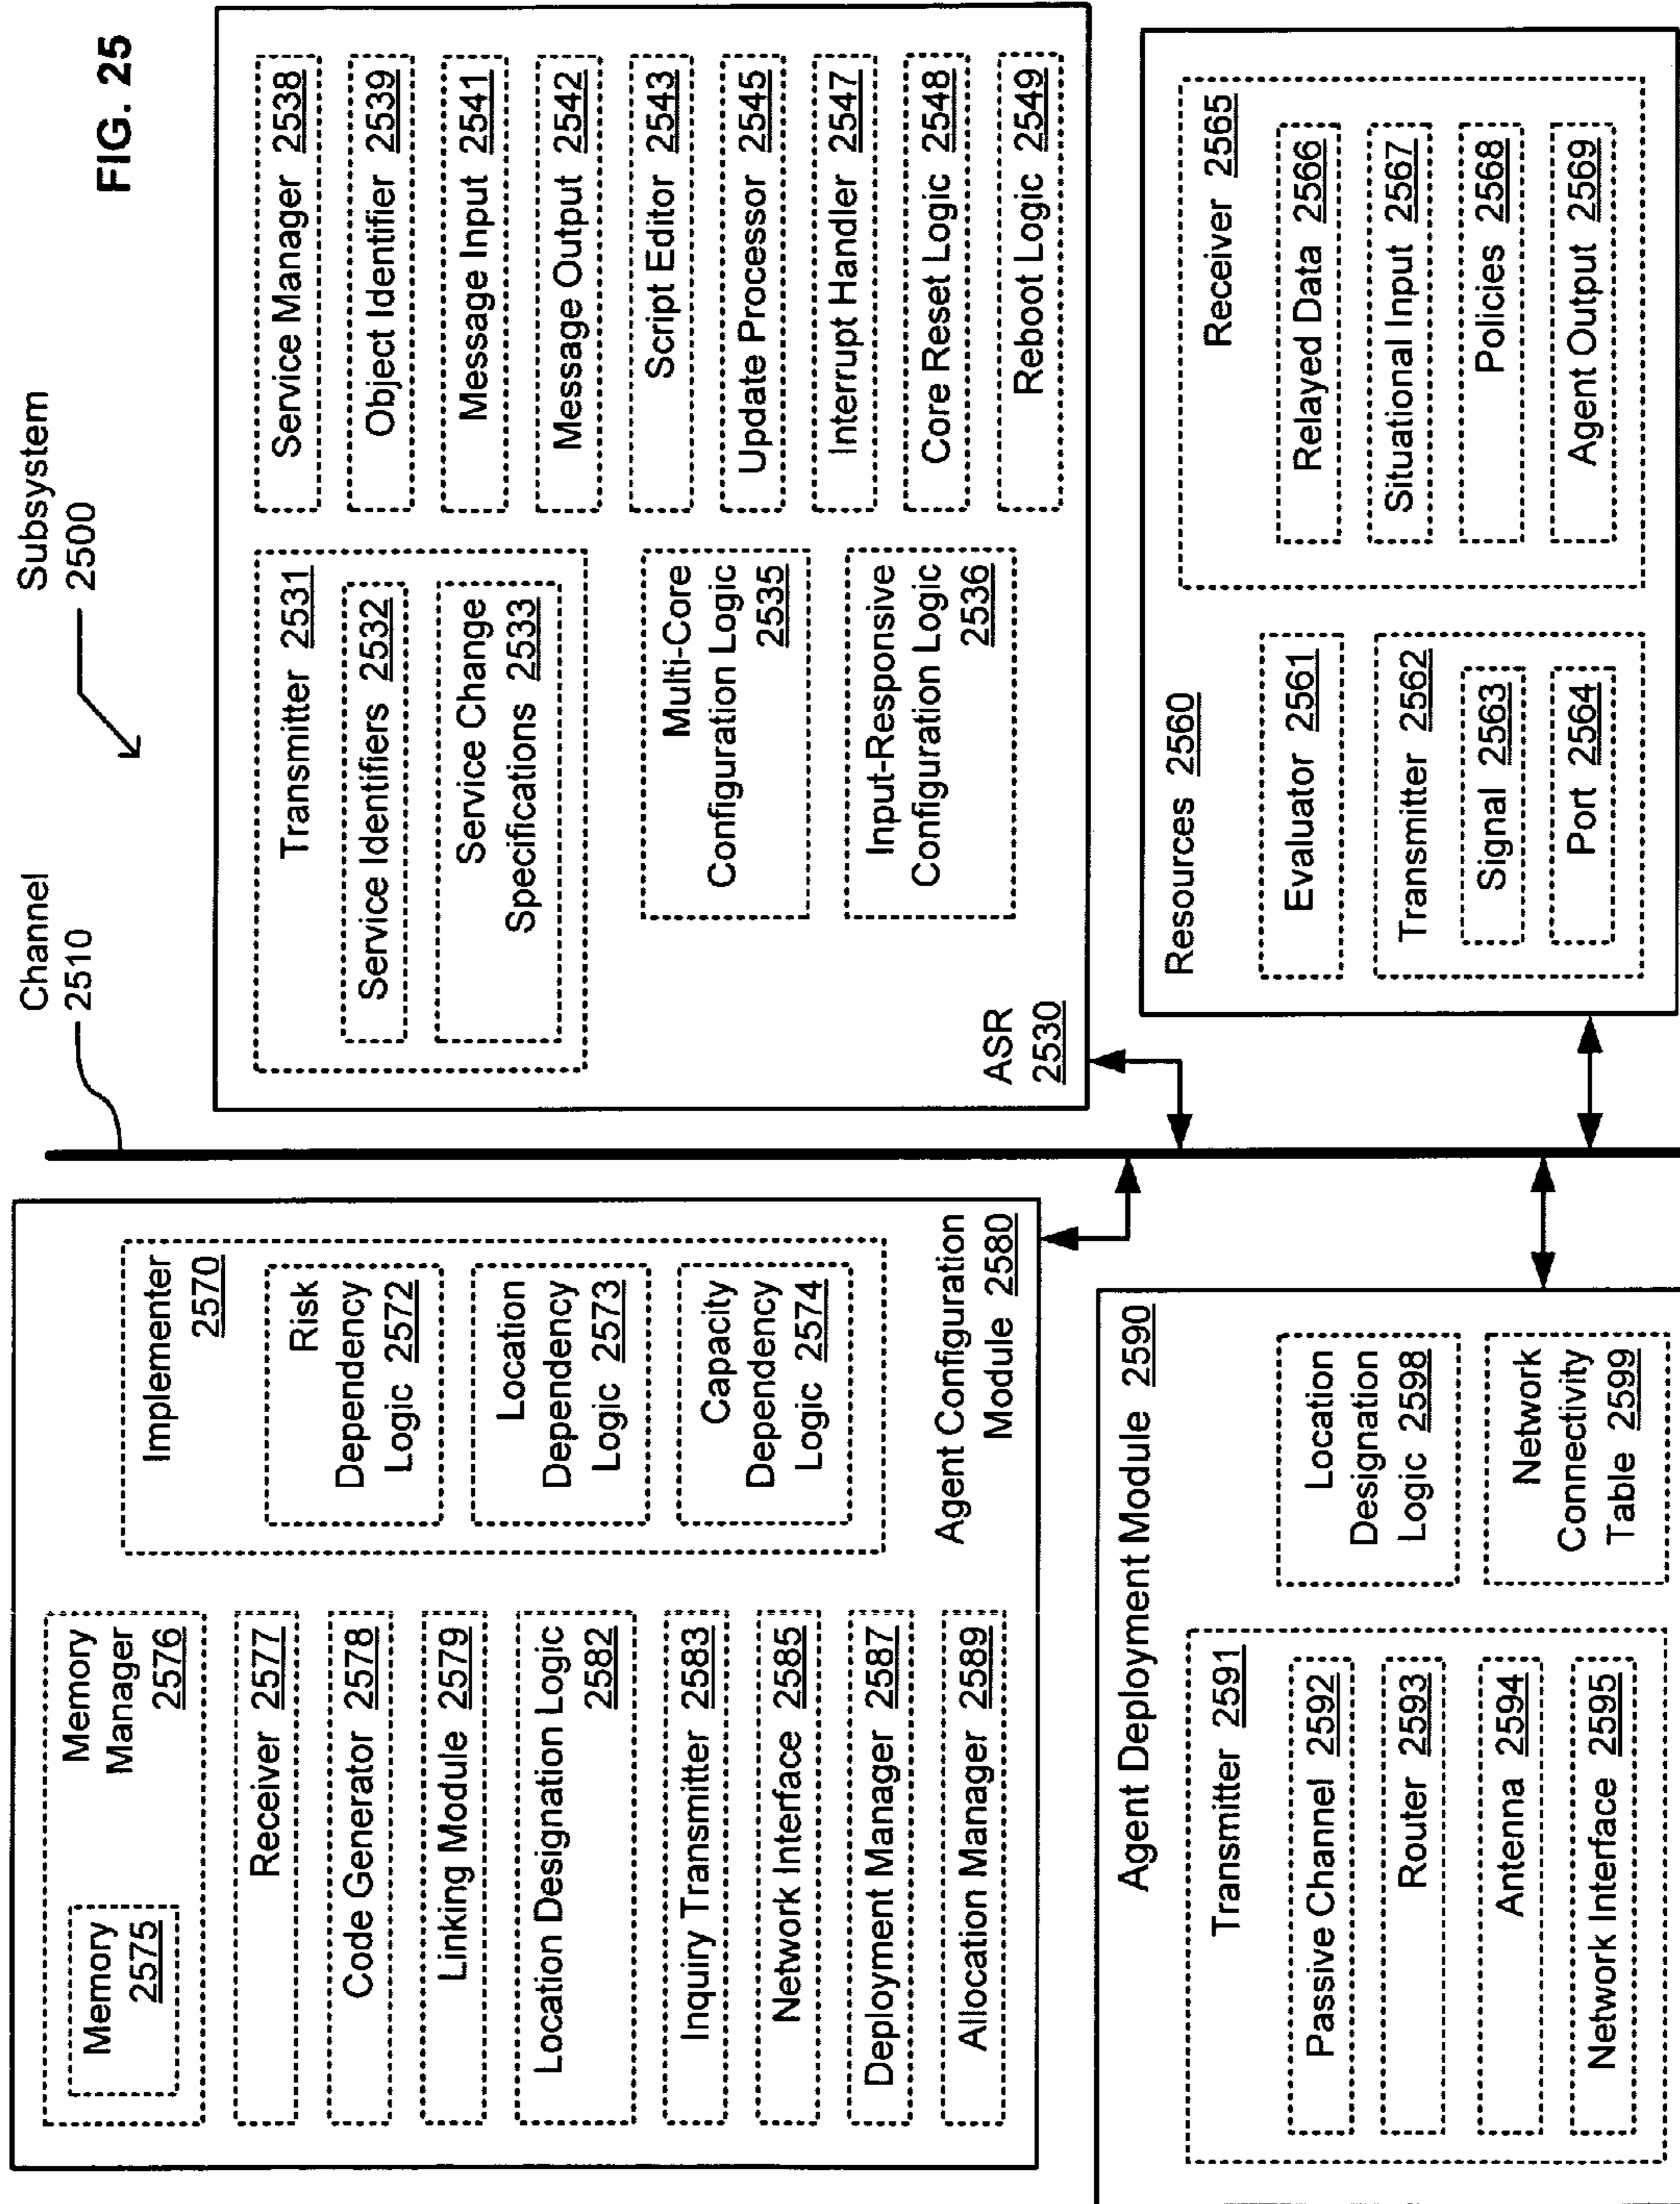 FIG. 25
Subsystem
2500
Channel
2510
Memory
2575
Memory
Manager
2576
Receiver 2577
Code Generator 2578
Linking Module 2579
Location Designation Logic
2582
Inquiry Transmitter 2583
Network Interface 2585
Deployment Manager 2587
Allocation Manager 2589
Implementer
2570
Risk
Dependency
Logic 2572
Location
Dependency
Logic 2573
Capacity
Dependency
Logic 2574
Agent Configuration
Module 2580
Transmitter 2531
Service Identifiers 2532
Service Change
Specifications 2533
Multi-Core
Configuration Logic
2535
Input-Responsive
Configuration Logic
2536
ASR
2530
Service Manager 2538
Object Identifier 2539
Message Input 2541
Message Output 2542
Script Editor 2543
Update Processor 2545
Interrupt Handler 2547
Core Reset Logic 2548
Reboot Logic 2549
Agent Deployment Module 2590
Transmitter 2591
Passive Channel 2592
Router 2593
Antenna 2594
Network Interface 2595
Location
Designation
Logic 2598
Network
Connectivity
Table 2599
Resources 2560
Evaluator 2561
Transmitter 2562
Signal 2563
Port 2564
Receiver 2565
Relayed Data 2566
Situational Input 2567
Policies 2568
Agent Output 2569